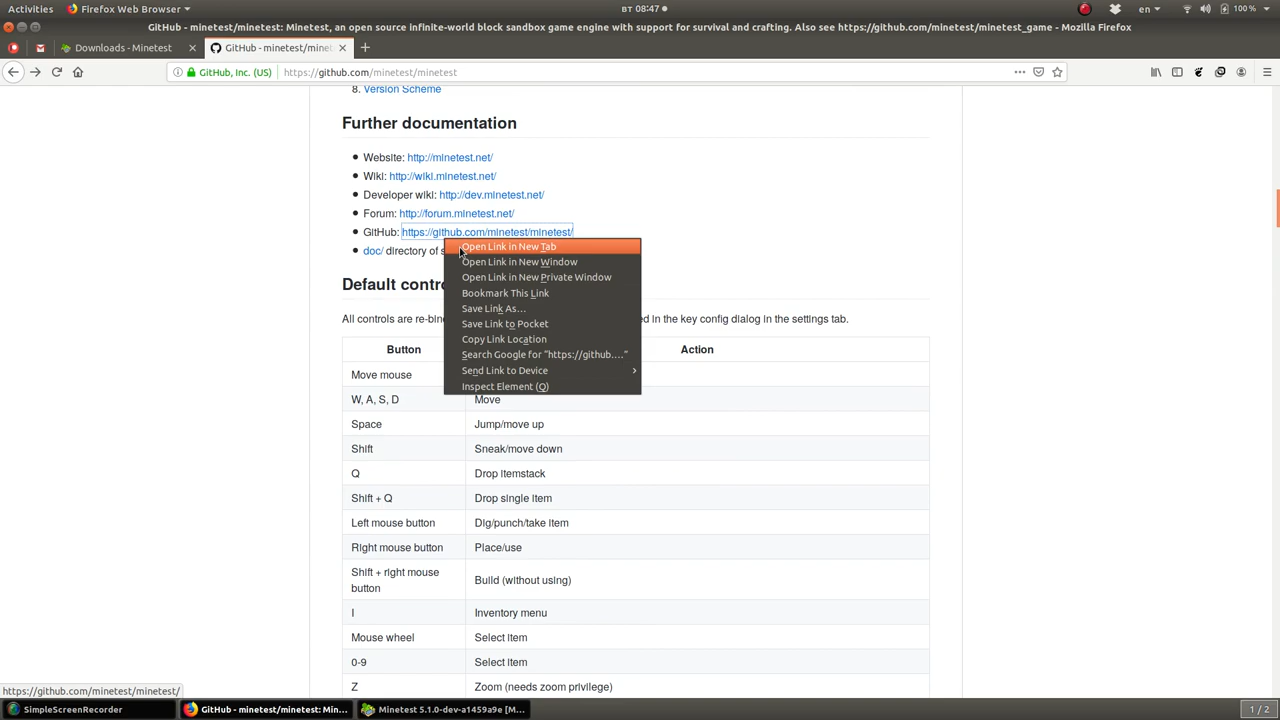 Activities
Firefox Web Browser
вт 08:47
en
100 %
GitHub - minetest/minetest: Minetest, an open source infinite-world block sandbox game engine with support for survival and crafting. Also see https://github.com/minetest/minetest_game - Mozilla Firefox
Downloads - Minetest
GitHub - minetest/minet
GitHub, Inc. (US)
https://github.com/minetest/minetest
8. Version Scheme
Further documentation
Website: http://minetest.net/
Wiki: http://wiki.minetest.net/
Developer wiki: http://dev.minetest.net/
Forum: http://forum.minetest.net/
GitHub: https://github.com/minetest/minetest/
doc/ directory of s
Open Link in New Tab
Open Link in New Window
Open Link in New Private Window
Bookmark This Link
Save Link As…
Save Link to Pocket
Copy Link Location
Search Google for "https://github.…"
Send Link to Device
Inspect Element (Q)
Default contr
All controls are re-bin
d in the key config dialog in the settings tab.
Button Action
Move mouse
W, A, S, D Move
Space Jump/move up
Shift Sneak/move down
Q Drop itemstack
Shift + Q Drop single item
Left mouse button Dig/punch/take item
Right mouse button Place/use
Shift + right mouse
button
Build (without using)
I Inventory menu
Mouse wheel Select item
0-9 Select item
Z Zoom (needs zoom privilege)
https://github.com/minetest/minetest/
SimpleScreenRecorder
GitHub - minetest/minetest: Min…
Minetest 5.1.0-dev-a1459a9e [M…
1 / 2